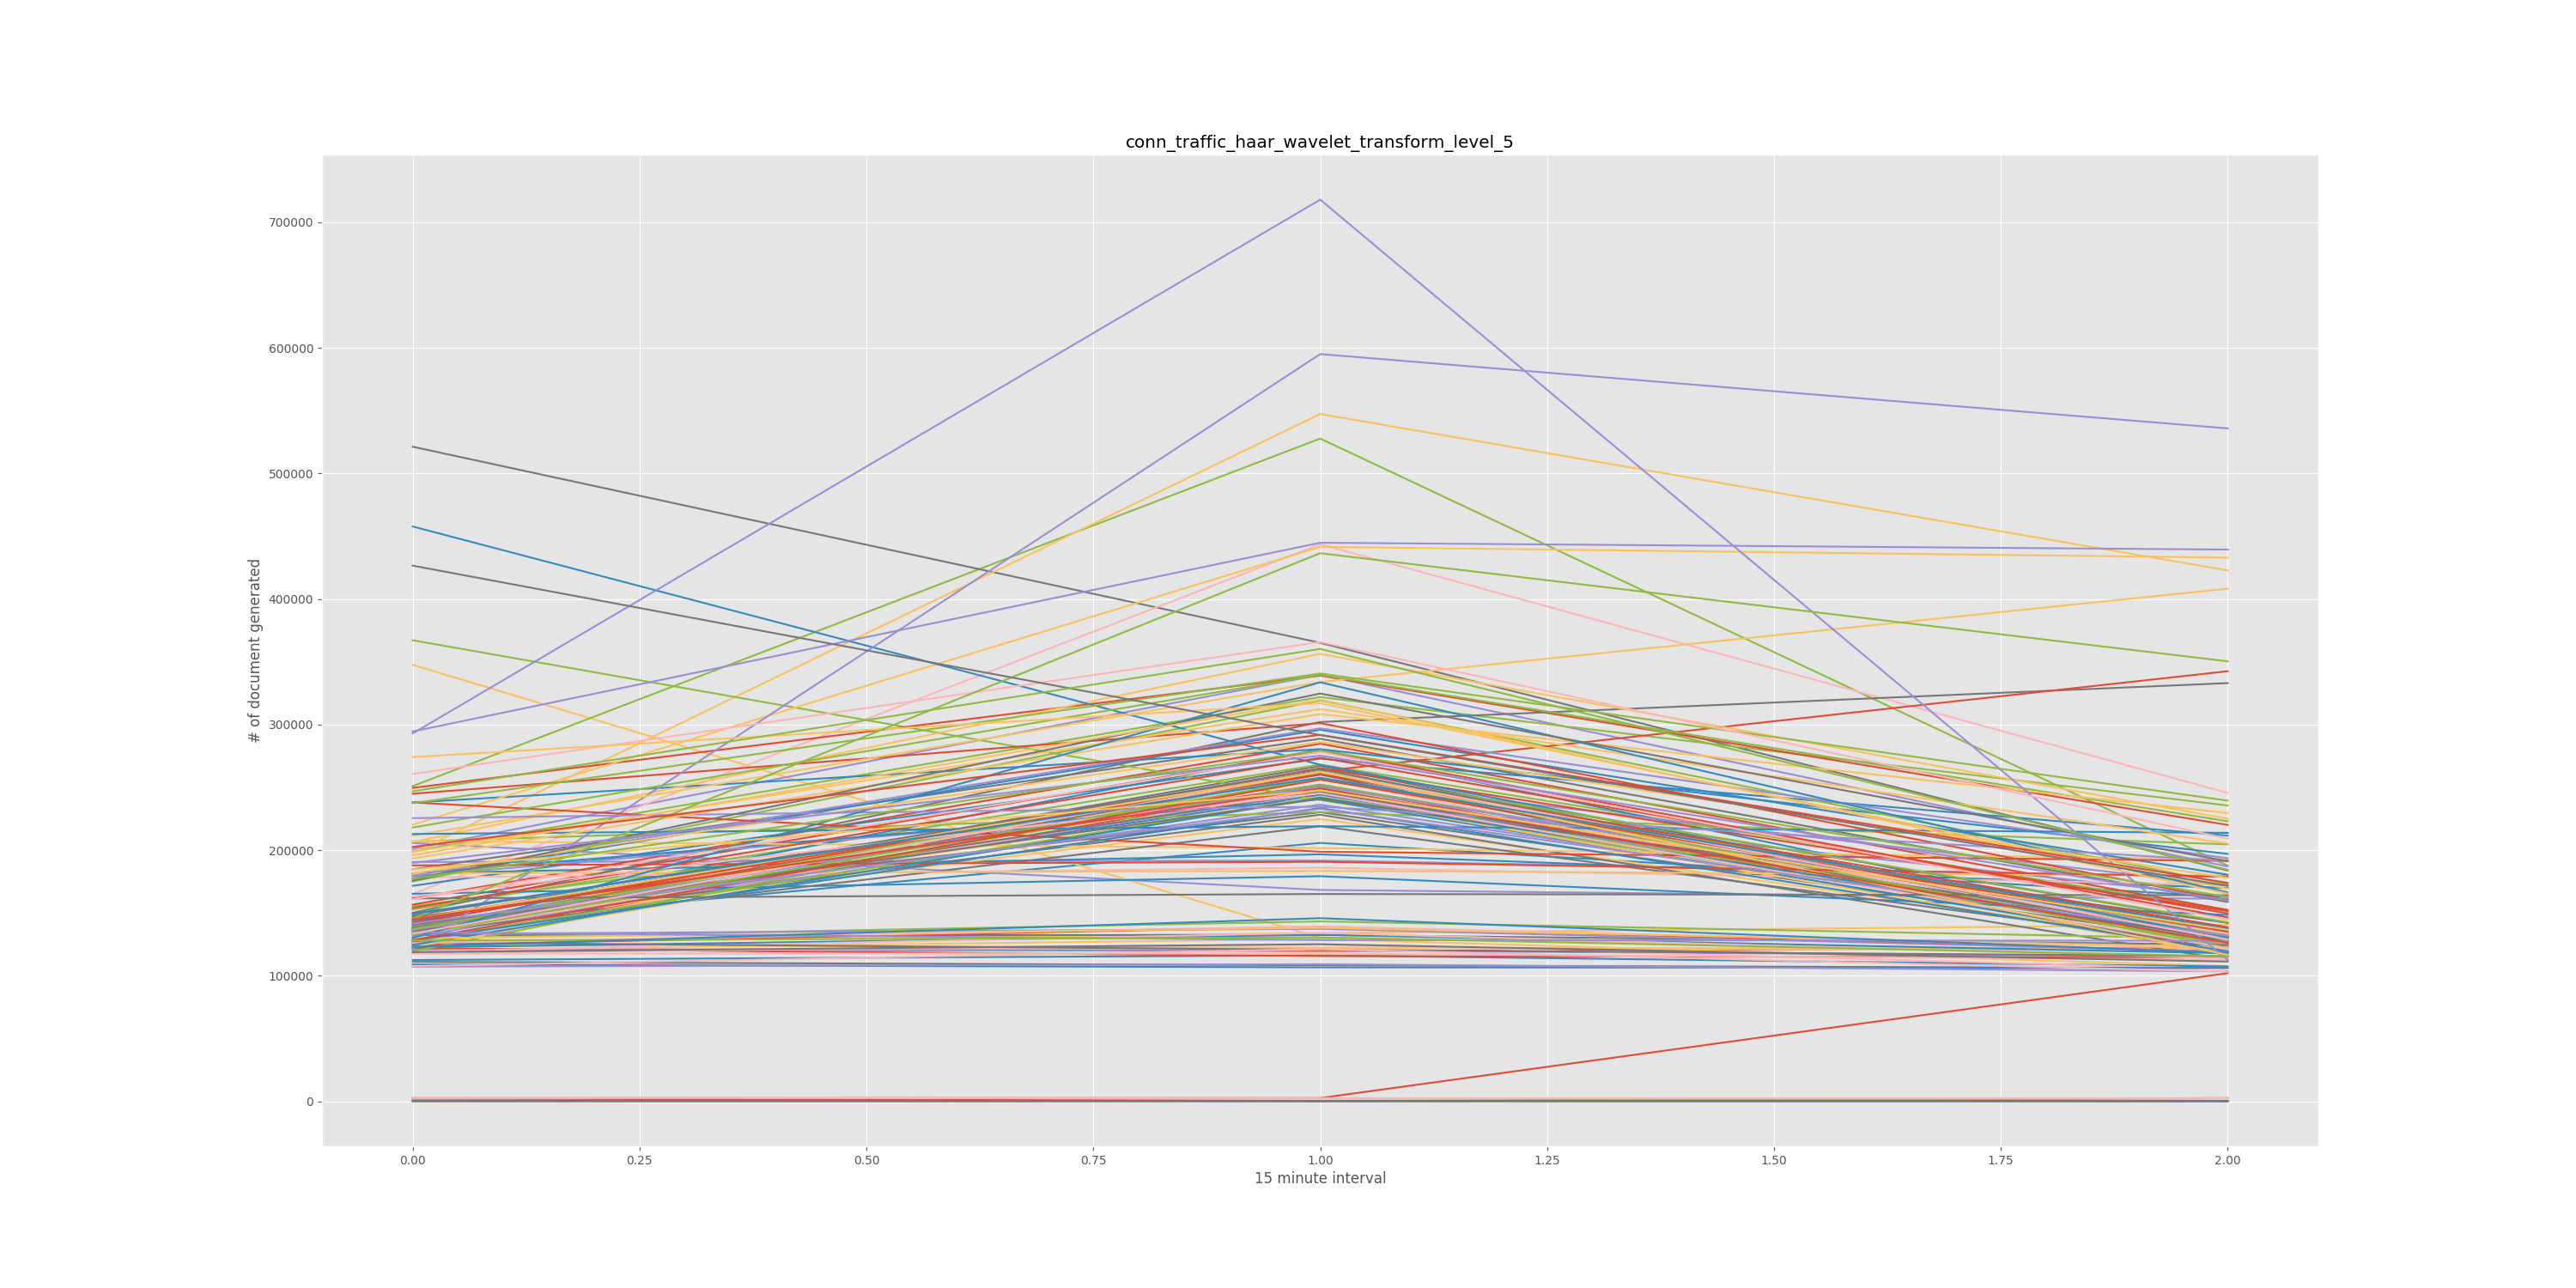 conn_traffic_haar_wavelet_transform_level_5
700000
600000
500000
400000
300000
200000
100000
0
# of document generated
0.00 0.25 0.50 0.75 1.00 1.25 1.50 1.75 2.00
15 minute interval